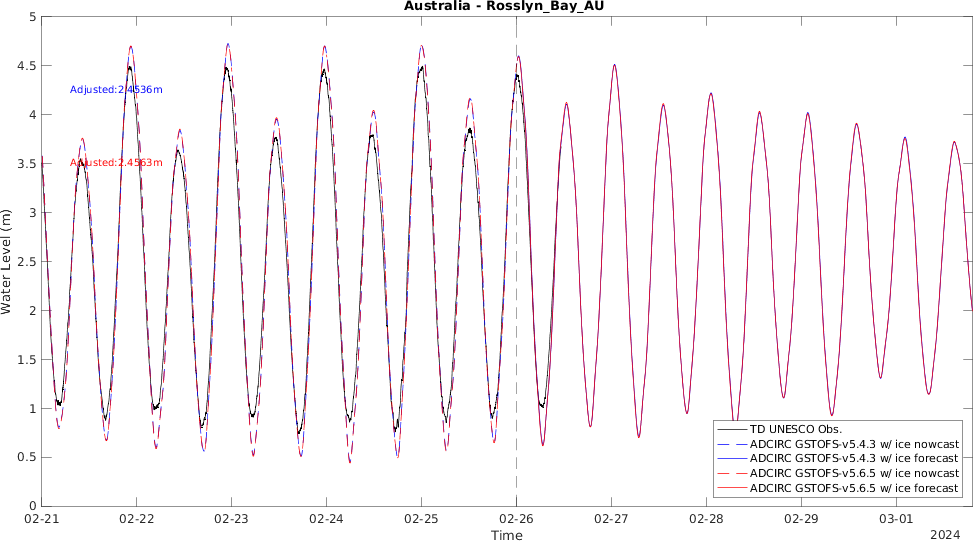 Australia - Rosslyn_Bay_AU
5
4.5
Adjusted:2.4536m
4
3.5
Adjusted:2.4563m
3
2.5
2
1.5
1
0.5
0
Water Level (m)
TD UNESCO Obs.
ADCIRC GSTOFS-v5.4.3 w/ ice nowcast
ADCIRC GSTOFS-v5.4.3 w/ ice forecast
ADCIRC GSTOFS-v5.6.5 w/ ice nowcast
ADCIRC GSTOFS-v5.6.5 w/ ice forecast
02-21 02-22 02-23 02-24 02-25 02-26 02-27 02-28 02-29 03-01
Time
2024